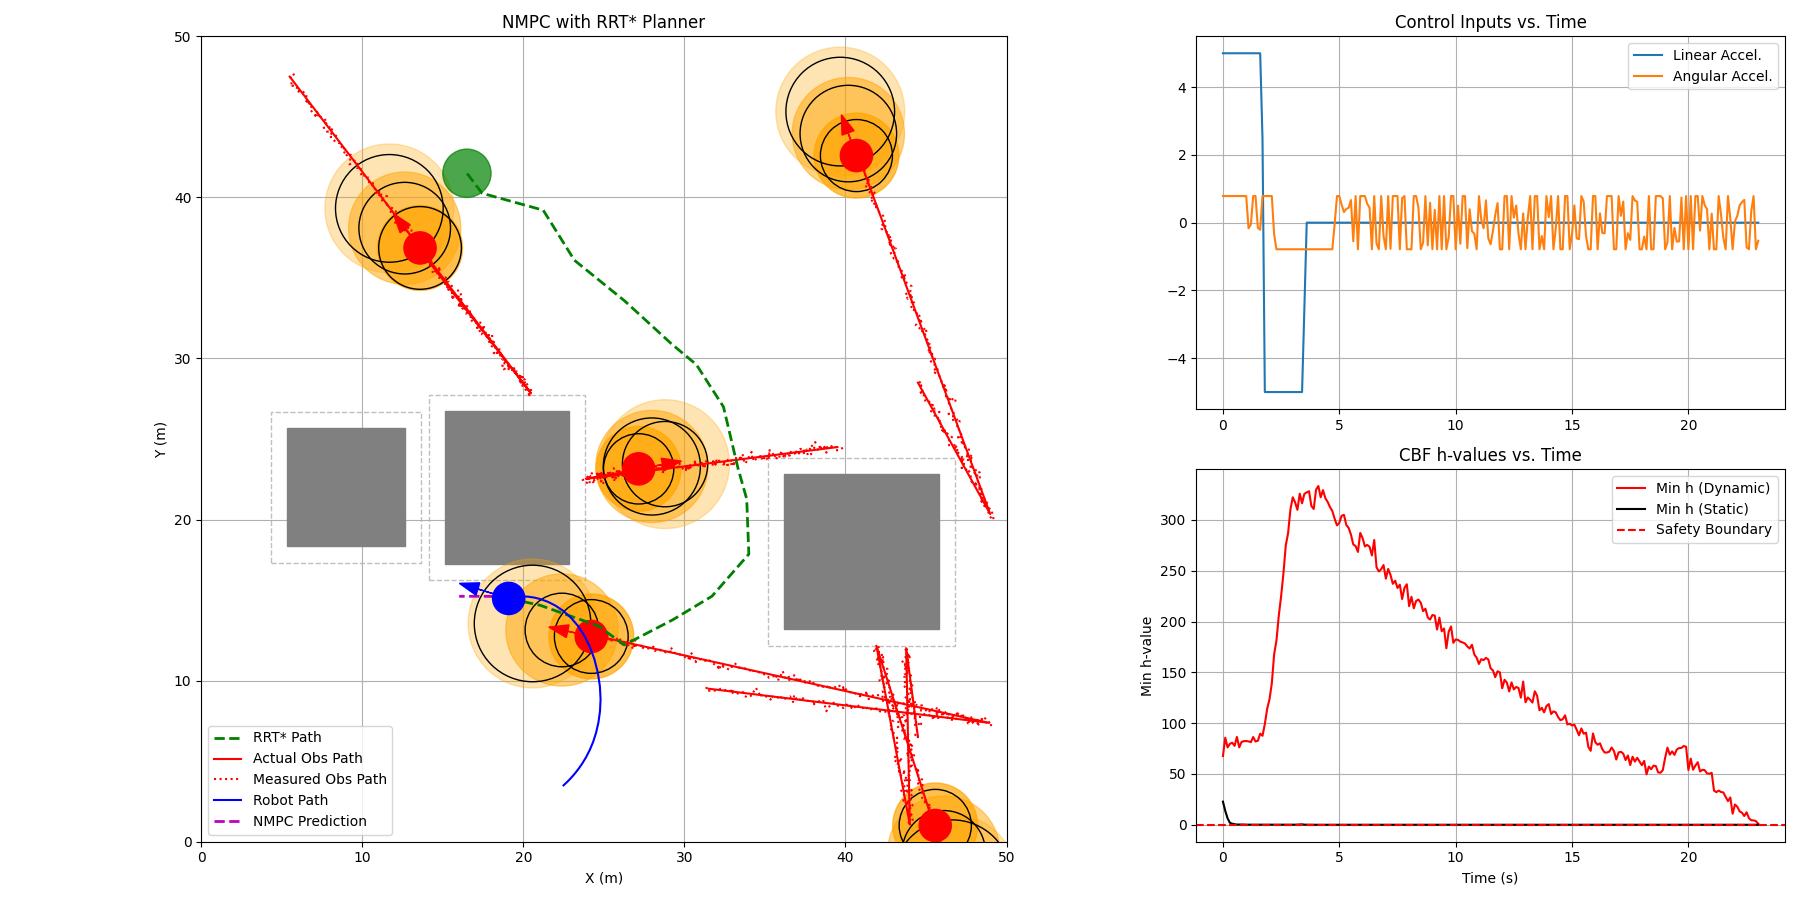 NMPC with RRT* Planner
50
40
30
20
10
0
Y (m)
0 10 20 30 40 50
X (m)
RRT* Path
Actual Obs Path
Measured Obs Path
Robot Path
NMPC Prediction
Control Inputs vs. Time
4
2
0
−2
−4
0 5 10 15 20
Linear Accel.
Angular Accel.
CBF h-values vs. Time
300
250
200
150
100
50
0
Min h-value
0 5 10 15 20
Time (s)
Min h (Dynamic)
Min h (Static)
Safety Boundary